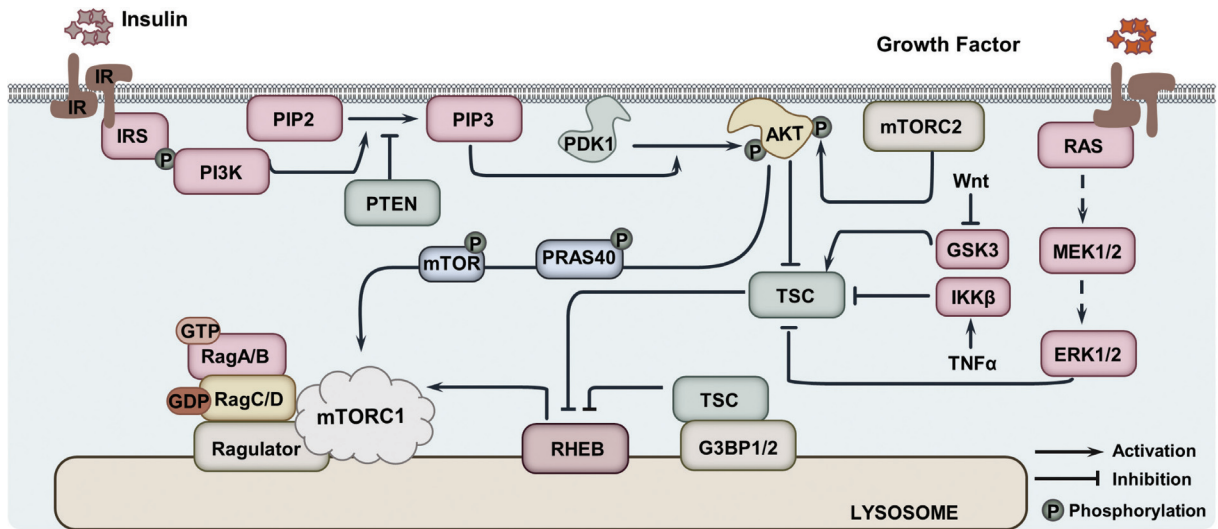 Insulin
Growth Factor
IR
IR
IRS
P
PI3K
PIP2
PIP3
PTEN
PDK1
AKT
P
P
mTORC2
RAS
Wnt
GSK3
MEK1/2
IKKβ
TNFα
ERK1/2
TSC
mTOR
P
PRAS40
P
GTP
RagA/B
GDP
RagC/D
Ragulator
mTORC1
RHEB
TSC
G3BP1/2
LYSOSOME
Activation
Inhibition
P Phosphorylation